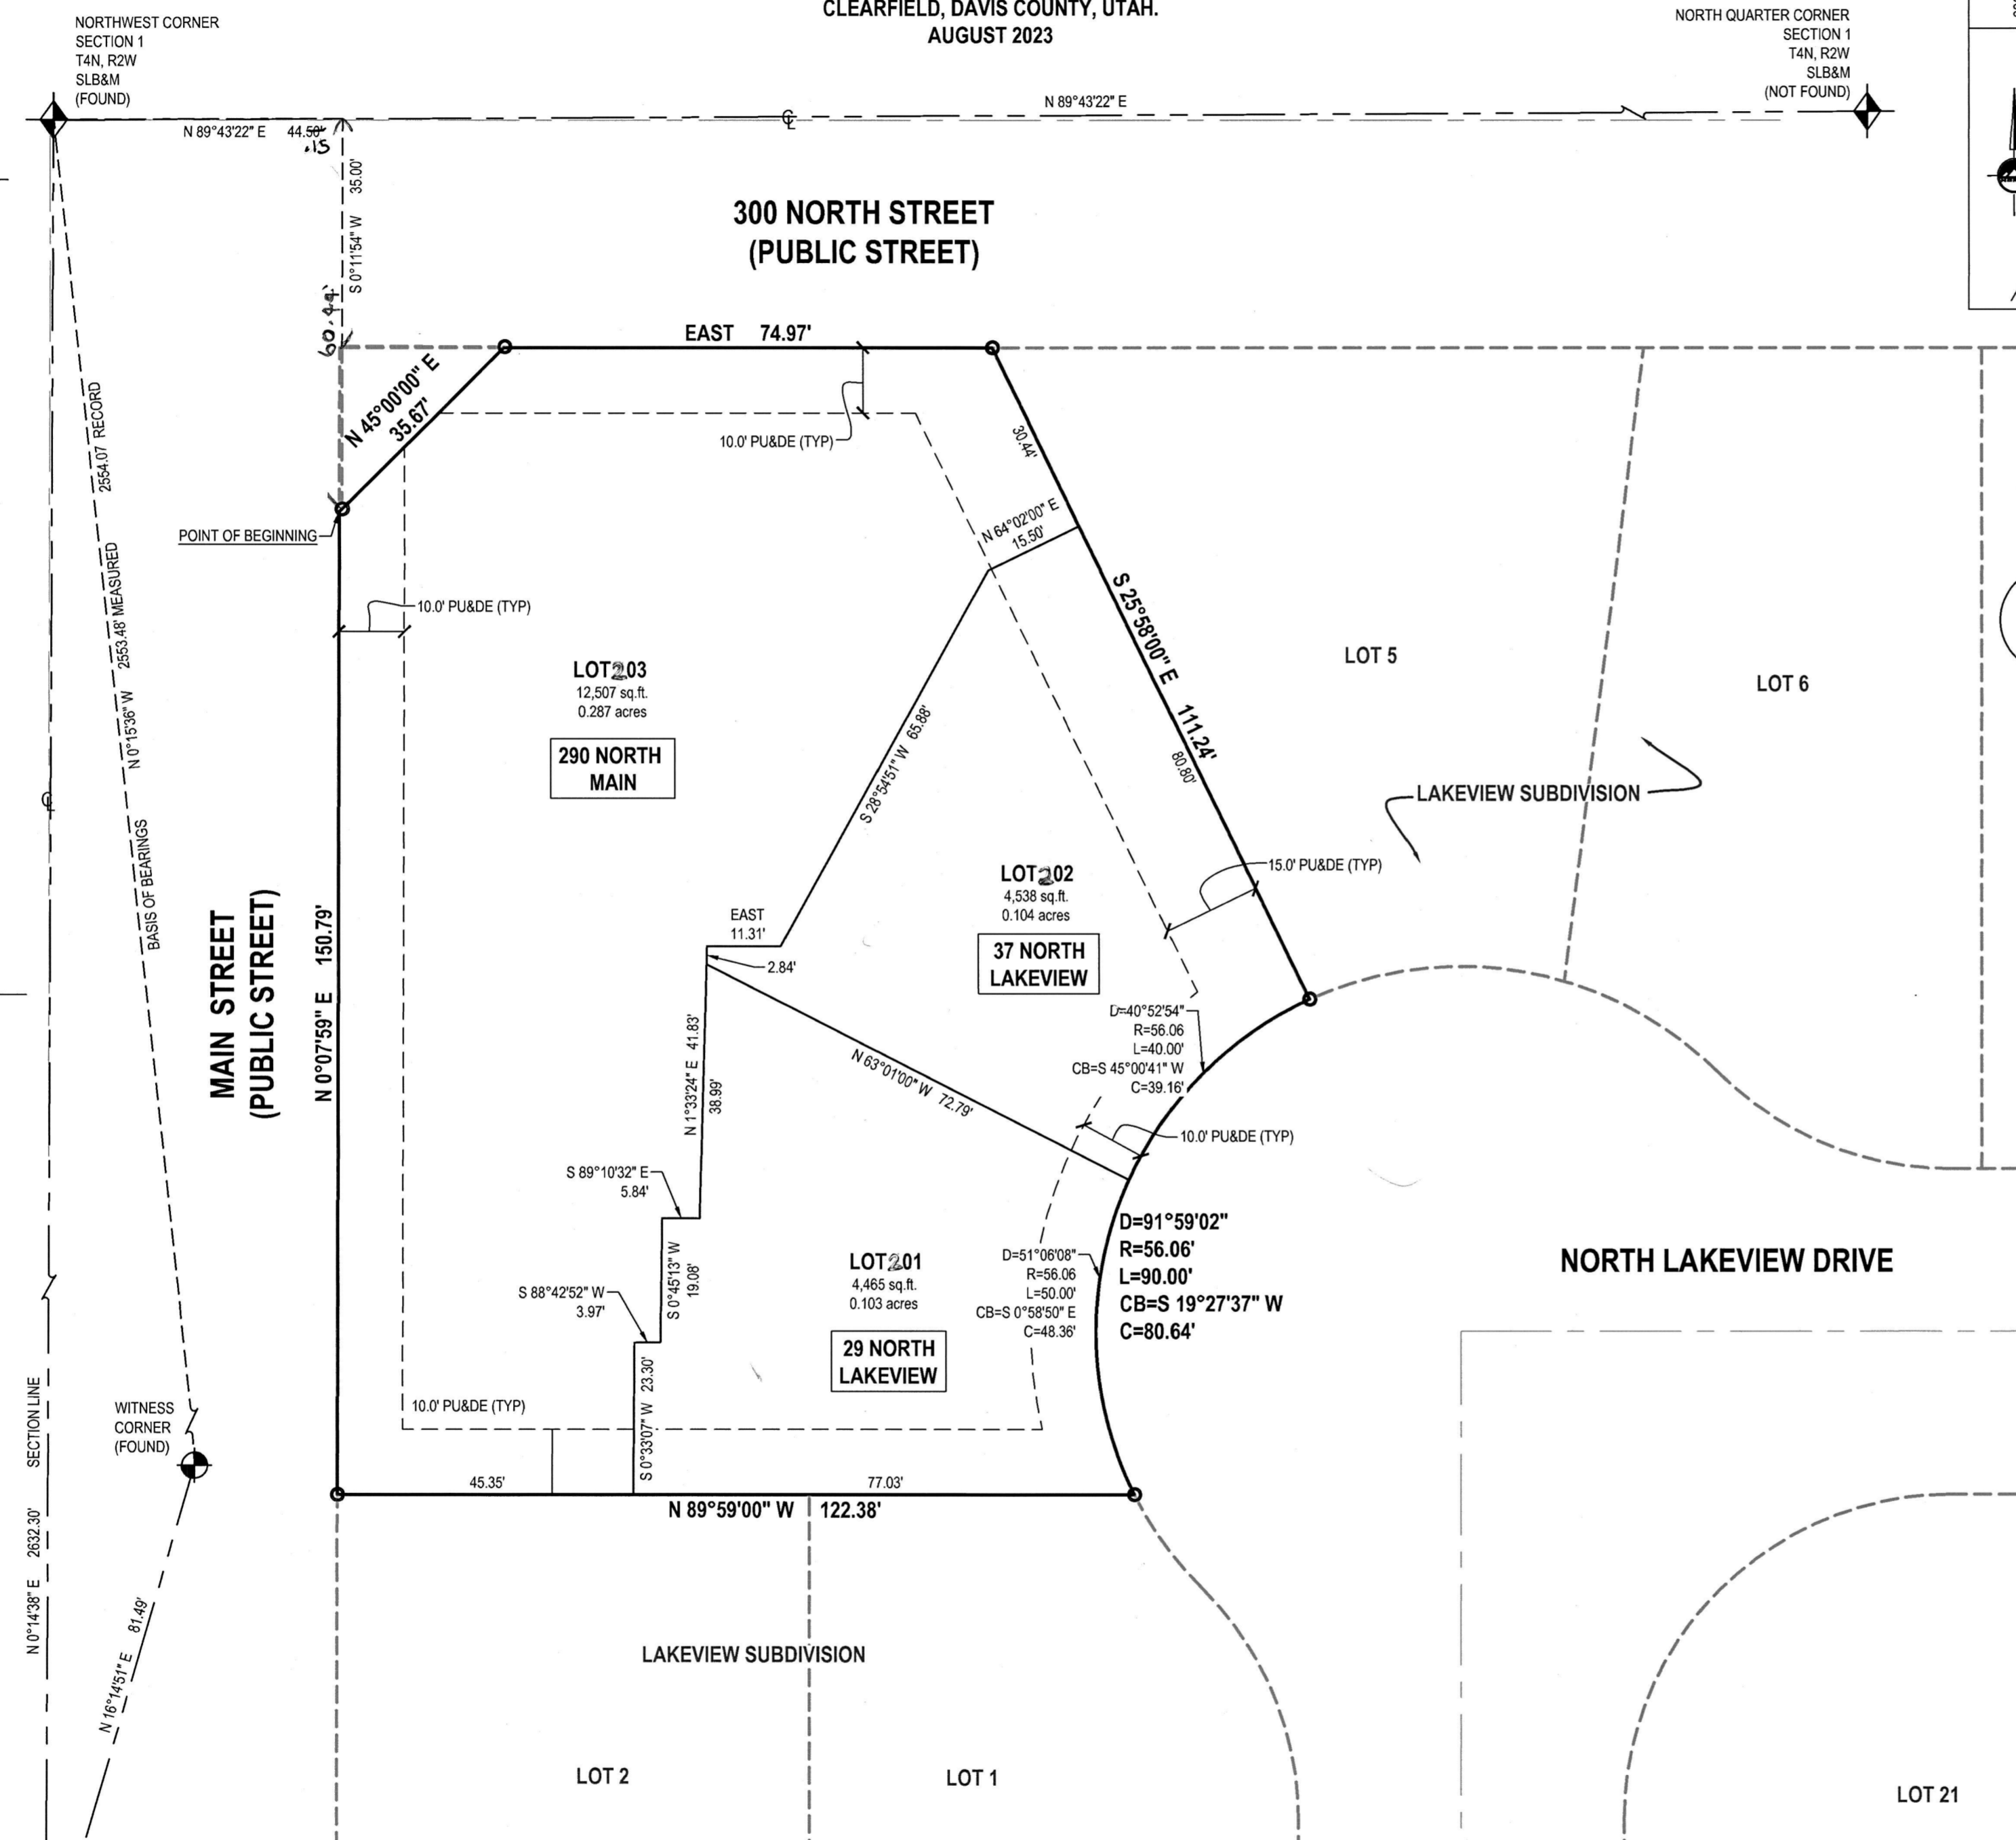 CLEARFIELD, DAVIS COUNTY, UTAH.
AUGUST 2023
NORTHWEST CORNER
SECTION 1
T4N, R2W
SLB&M
(FOUND)
NORTH QUARTER CORNER
SECTION 1
T4N, R2W
SLB&M
(NOT FOUND)
N 89°43'22" E 44.50'
.15
N 89°43'22" E
S 0°11'54" W 35.00'
60.44'
300 NORTH STREET
(PUBLIC STREET)
EAST 74.97'
N 45°00'00" E
35.67'
10.0' PU&DE (TYP)
30.44'
N 64°02'00" E
15.50'
POINT OF BEGINNING
10.0' PU&DE (TYP)
S 25°58'00" E 111.24'
80.80'
LOT 203
12,507 sq.ft.
0.287 acres
290 NORTH
MAIN
S 28°54'51" W 65.88'
LOT 5
LOT 6
LAKEVIEW SUBDIVISION
15.0' PU&DE (TYP)
LOT 202
4,538 sq.ft.
0.104 acres
37 NORTH
LAKEVIEW
EAST
11.31'
2.84'
N 0°15'36" W 2553.48' MEASURED
2554.07 RECORD
BASIS OF BEARINGS
MAIN STREET
(PUBLIC STREET)
N 0°07'59" E 150.79'
N 1°33'24" E 41.83'
38.99'
N 63°01'00" W 72.79'
D=40°52'54"
R=56.06
L=40.00'
CB=S 45°00'41" W
C=39.16'
10.0' PU&DE (TYP)
S 89°10'32" E
5.84'
S 0°45'13" W
19.08'
S 88°42'52" W
3.97'
S 0°33'07" W 23.30'
LOT 201
4,465 sq.ft.
0.103 acres
29 NORTH
LAKEVIEW
D=51°06'08"
R=56.06
L=50.00'
CB=S 0°58'50" E
C=48.36'
D=91°59'02"
R=56.06'
L=90.00'
CB=S 19°27'37" W
C=80.64'
NORTH LAKEVIEW DRIVE
10.0' PU&DE (TYP)
45.35'
77.03'
N 89°59'00" W 122.38'
WITNESS
CORNER
(FOUND)
N 0°14'38" E 2632.30' SECTION LINE
N 16°14'51" E 81.49'
LAKEVIEW SUBDIVISION
LOT 2
LOT 1
LOT 21